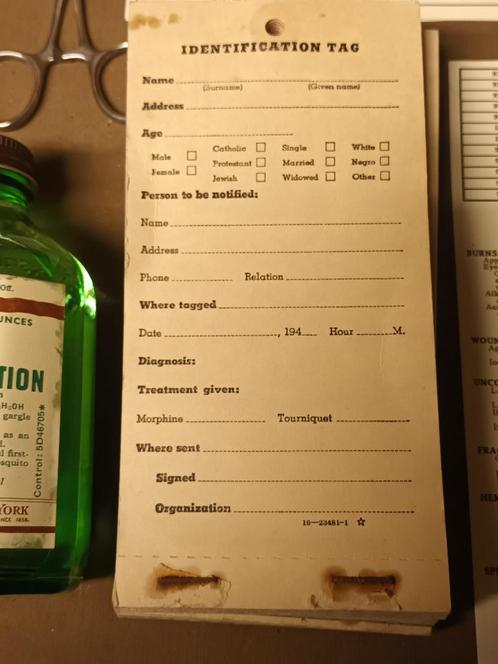 IDENTIFICATION TAG
Name
(Surname) (Given name)
Address
Age
Male Catholic Single White
Female Protestant Married Negro
Jewish Widowed Other
Person to be notified:
Name
Address
Phone Relation
Where tagged
Date , 194 Hour M.
Diagnosis:
Treatment given:
Morphine Tourniquet
Where sent
Signed
Organization
16—23481-1 ☆
UNCES
TION
H₂OH
gargle
as an
first-
squito
Control: 5D46705*
YORK
SINCE 1858.
BURNS
WOUN
UNCO
FRA
HEM